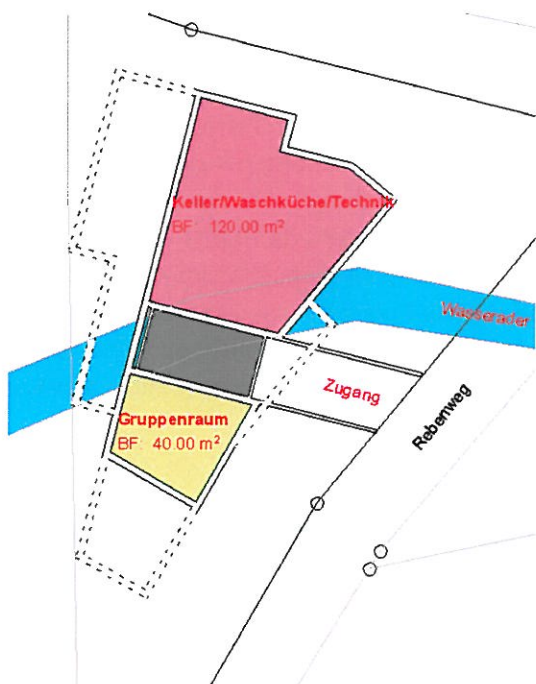 Keller/Waschküche/Technik
BF: 120.00 m²
Wasserader
Zugang
Rebenweg
Gruppenraum
BF: 40.00 m²